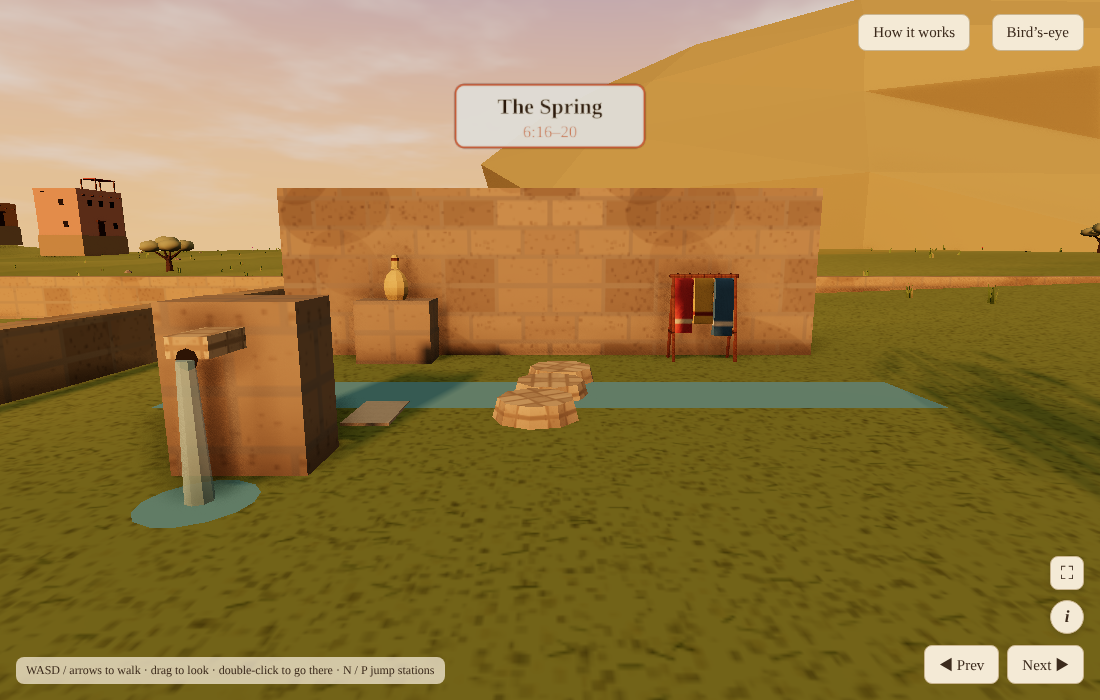 How it works
Bird’s-eye
The Spring
6:16–20
i
WASD / arrows to walk · drag to look · double-click to go there · N / P jump stations
◀ Prev
Next ▶